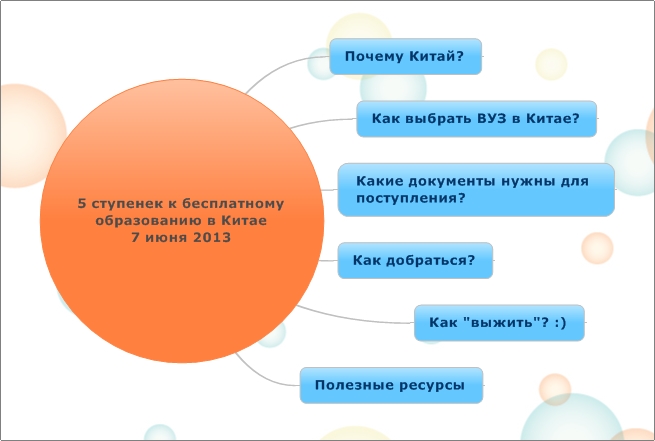 5 ступенек к бесплатному
образованию в Китае
7 июня 2013
Почему Китай?
Как выбрать ВУЗ в Китае?
Какие документы нужны для
поступления?
Как добраться?
Как "выжить"? :)
Полезные ресурсы